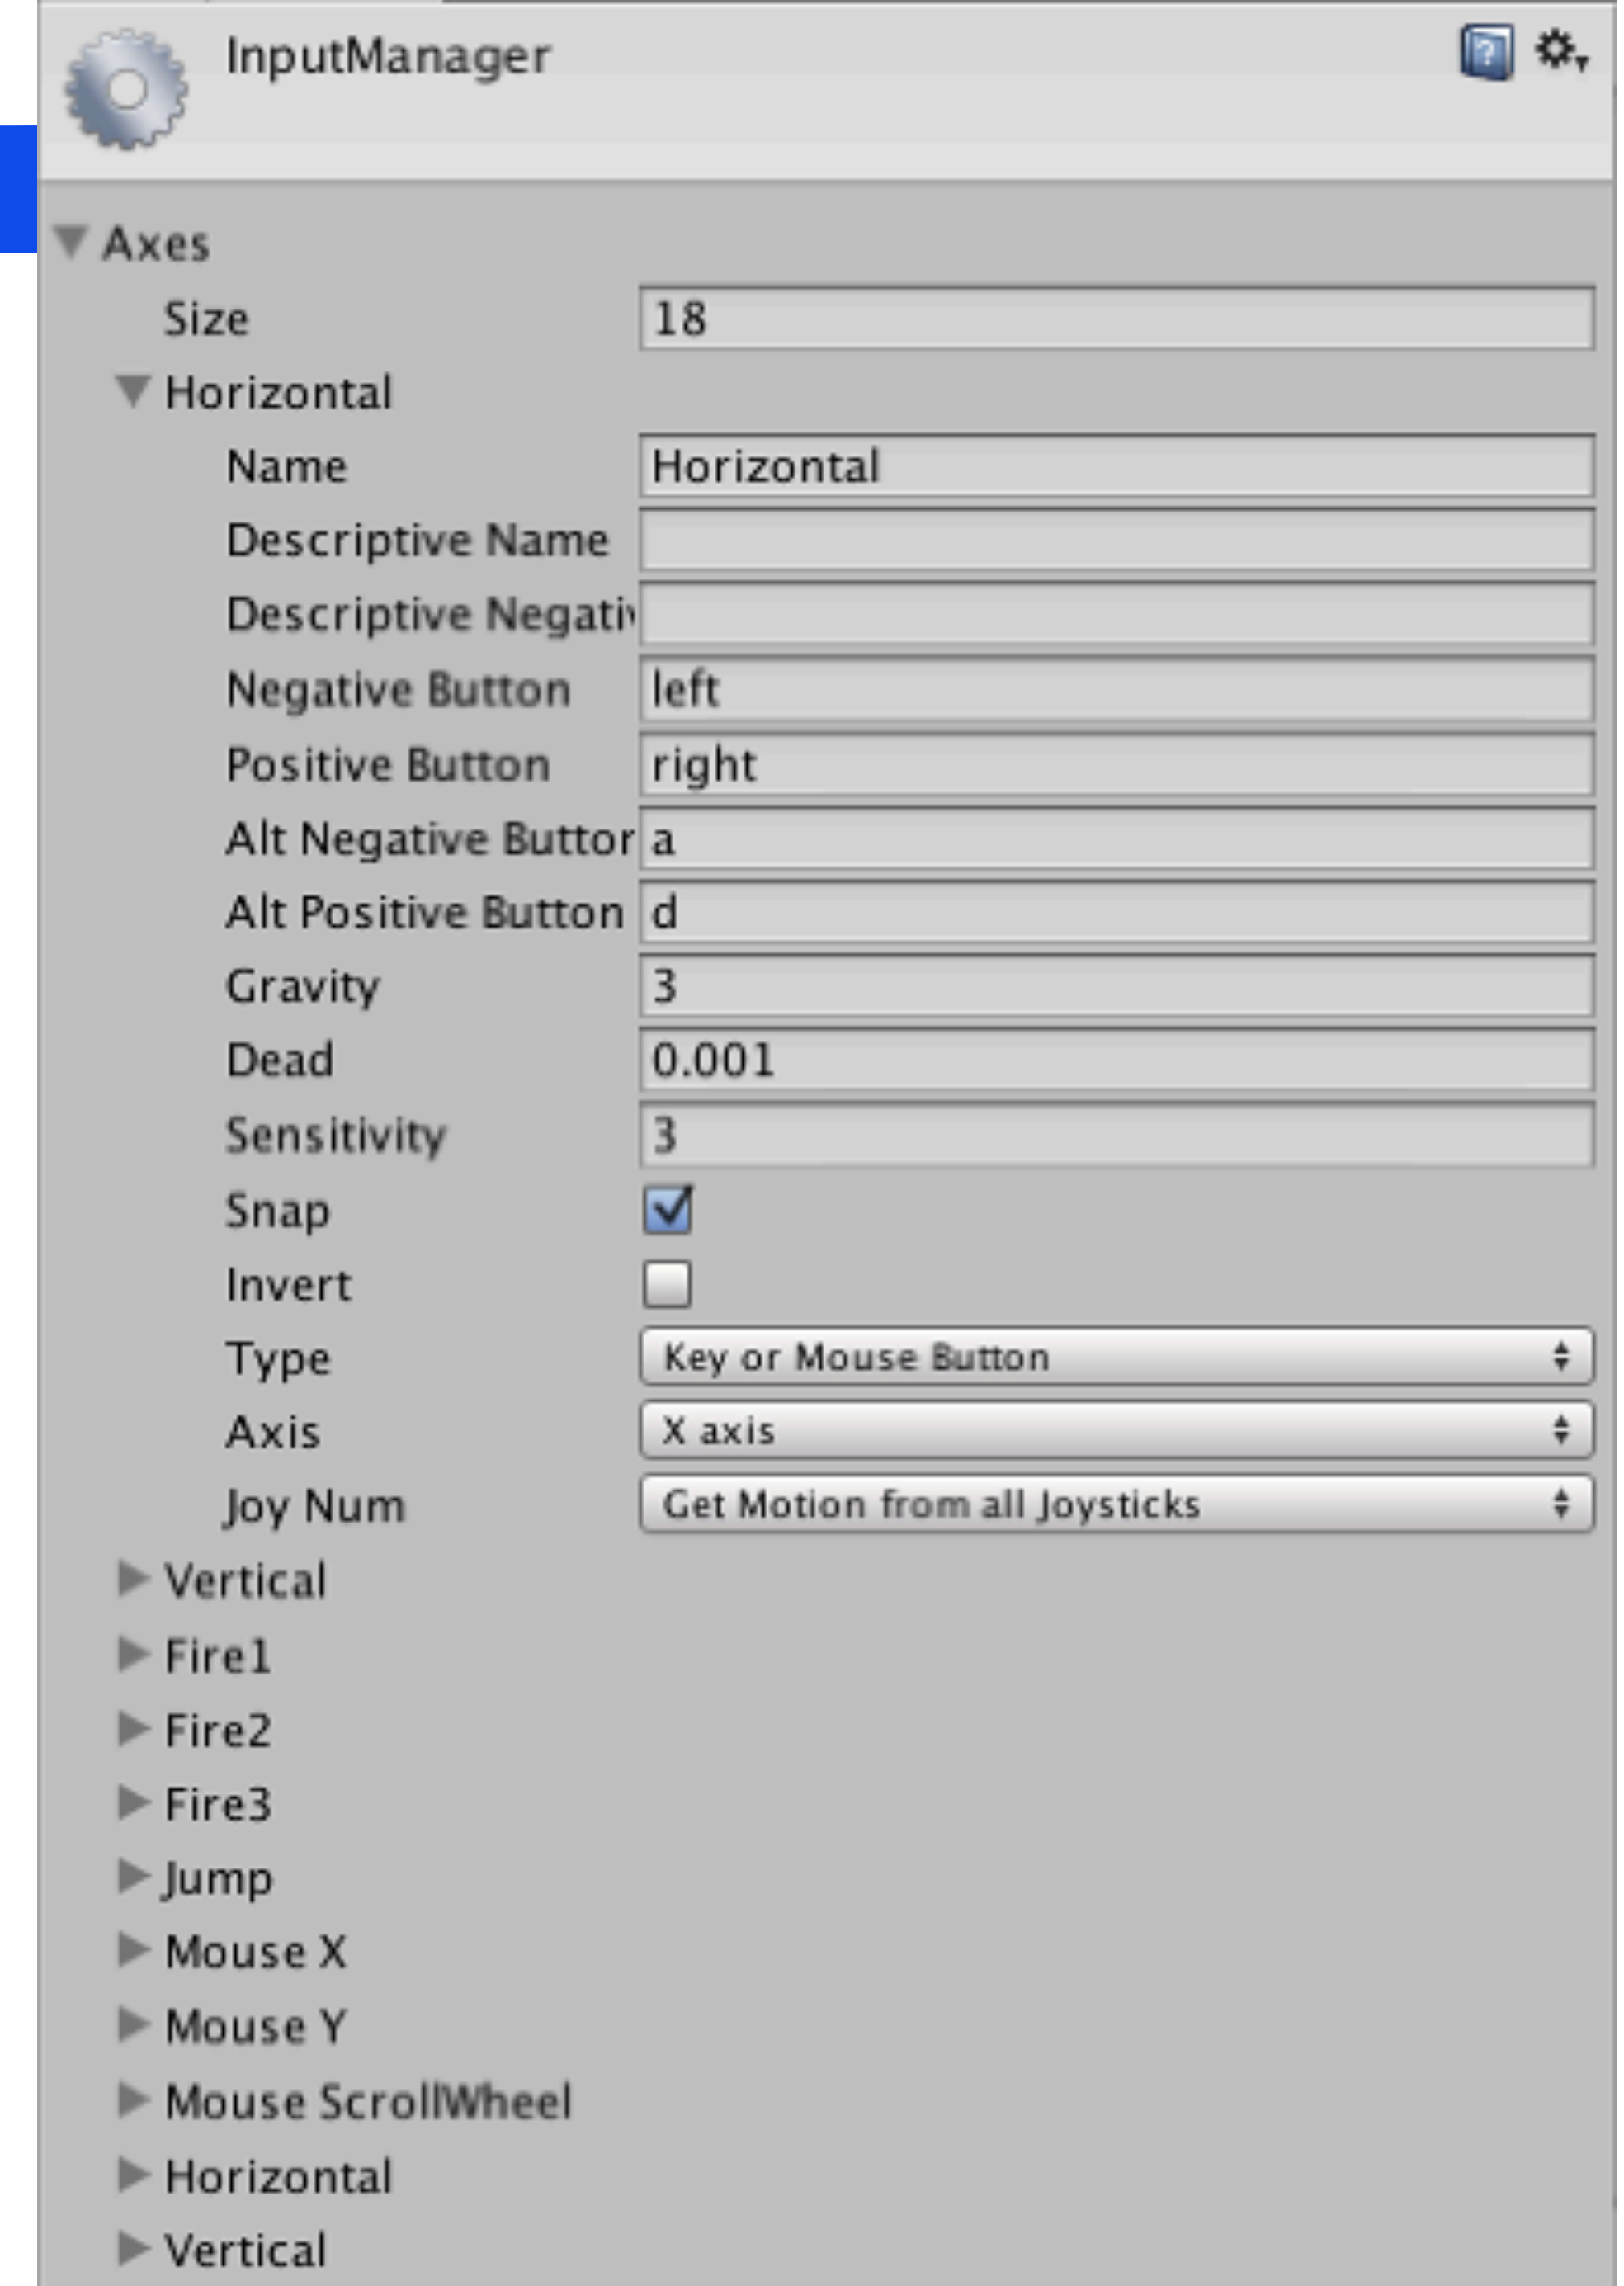 InputManager
Axes
Size 18
Horizontal
Name Horizontal
Descriptive Name
Descriptive Negativ
Negative Button left
Positive Button right
Alt Negative Button a
Alt Positive Button d
Gravity 3
Dead 0.001
Sensitivity 3
Snap
Invert
Type Key or Mouse Button
Axis X axis
Joy Num Get Motion from all Joysticks
Vertical
Fire1
Fire2
Fire3
Jump
Mouse X
Mouse Y
Mouse ScrollWheel
Horizontal
Vertical